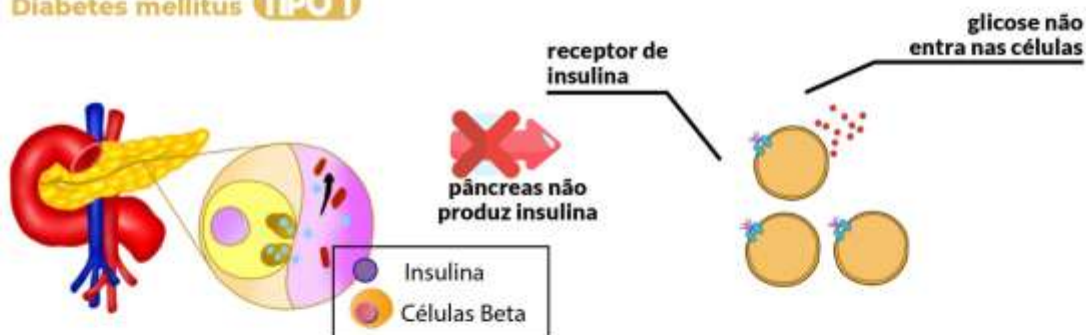 Diabetes mellitus TIPO 1
glicose não
entra nas células
receptor de
insulina
pâncreas não
produz insulina
Insulina
Células Beta